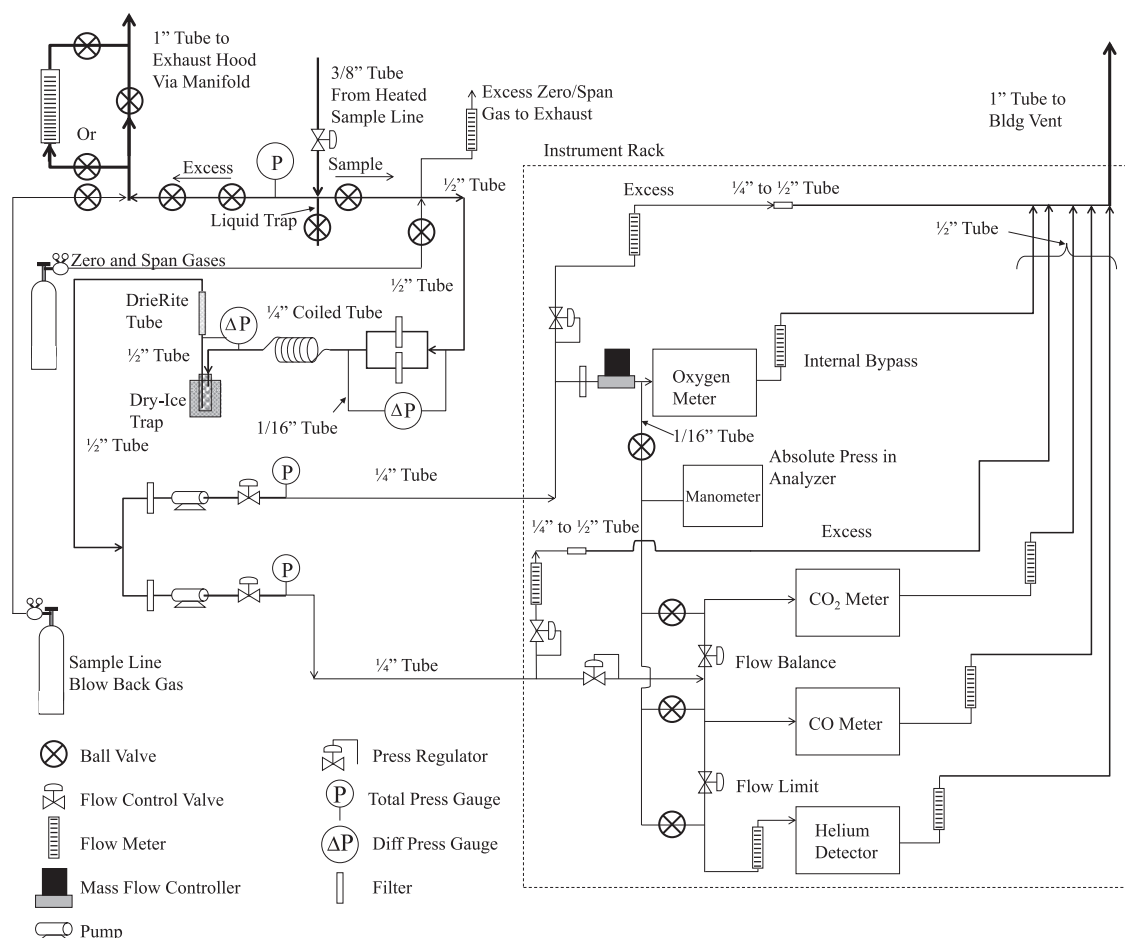 1” Tube to
Exhaust Hood
Via Manifold
3/8” Tube
From Heated
Sample Line
Excess Zero/Span
Gas to Exhaust
1” Tube to
Bldg Vent
Or
P
Instrument Rack
Excess
Sample
½” Tube
Excess
¼” to ½” Tube
Liquid Trap
½” Tube
Zero and Span Gases
½” Tube
DrieRite
Tube
¼” Coiled Tube
ΔP
½” Tube
Internal Bypass
Oxygen
Meter
Dry-Ice
Trap
1/16” Tube
ΔP
½” Tube
1/16” Tube
P
¼” Tube
Absolute Press in
Analyzer
Manometer
¼” to ½” Tube
Excess
P
CO₂ Meter
Sample Line
Blow Back Gas
¼” Tube
Flow Balance
CO Meter
Flow Limit
Helium
Detector
Ball Valve
Flow Control Valve
Flow Meter
Mass Flow Controller
Pump
Press Regulator
P
Total Press Gauge
ΔP
Diff Press Gauge
Filter